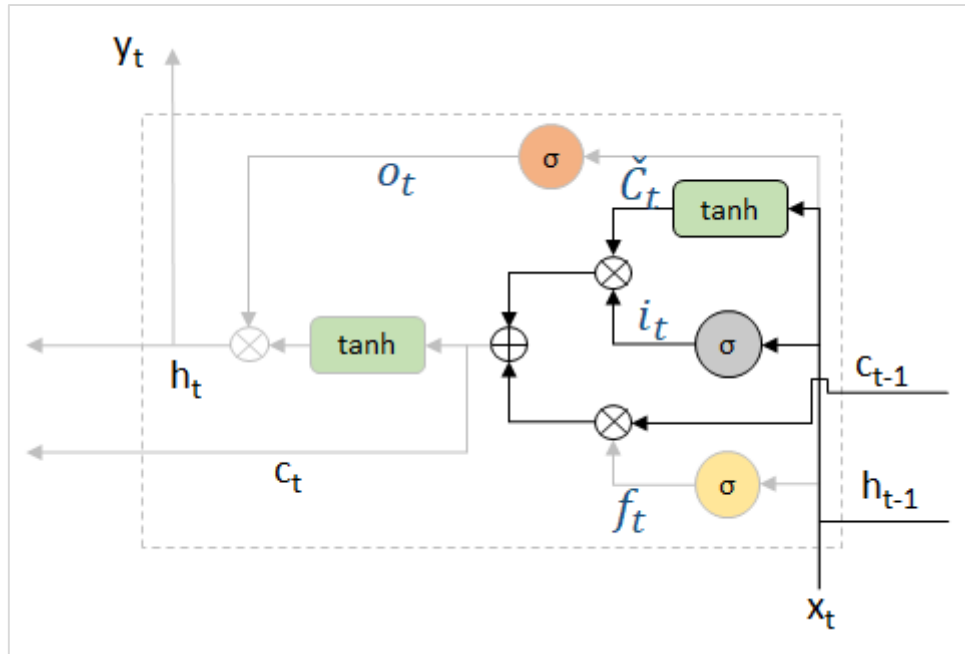 yₜ
σ
oₜ
Čₜ
tanh
iₜ
σ
tanh
hₜ
cₜ₋₁
cₜ
fₜ
σ
hₜ₋₁
xₜ